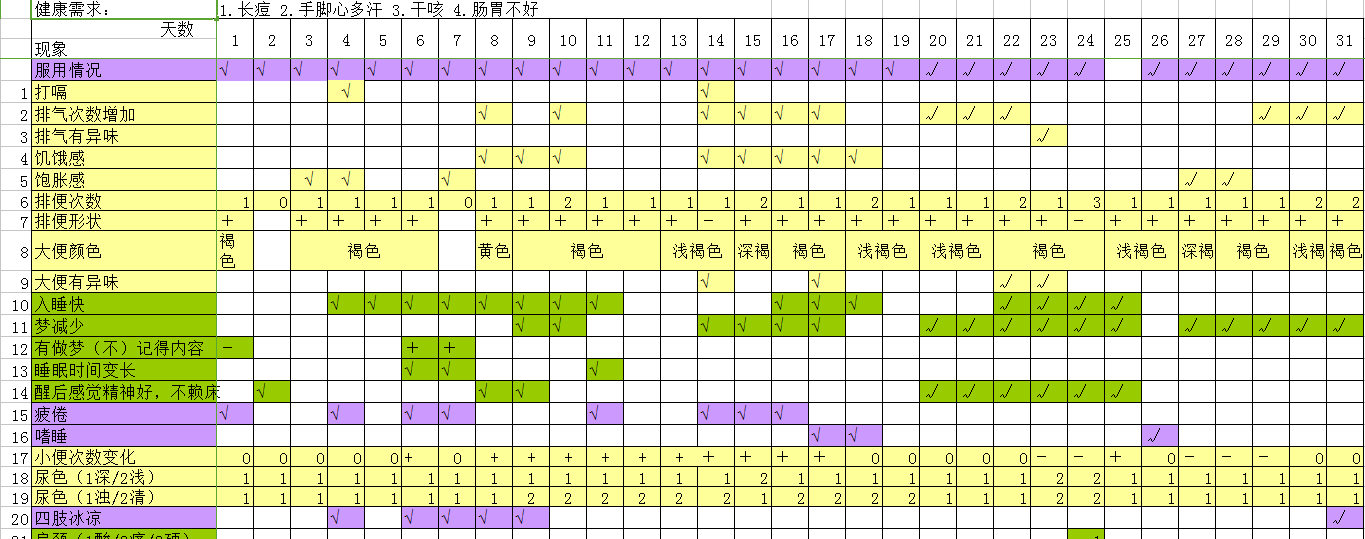 健康需求: 1.长痘 2.手脚心多汗 3.干咳 4.肠胃不好
天数
现象 1 2 3 4 5 6 7 8 9 10 11 12 13 14 15 16 17 18 19 20 21 22 23 24 25 26 27 28 29 30 31
服用情况 √ √ √ √ √ √ √ √ √ √ √ √ √ √ √ √ √ √ √ √ √ √ √ √ √ √ √ √ √ √
1 打嗝 √ √
2 排气次数增加 √ √ √ √ √ √ √ √ √ √ √ √
3 排气有异味 √
4 饥饿感 √ √ √ √ √ √ √ √
5 饱胀感 √ √ √ √ √
6 排便次数 1 0 1 1 1 1 0 1 1 2 1 1 1 1 2 1 1 2 1 1 1 2 1 3 1 1 1 1 1 2 2
7 排便形状 + + + + + + + + + + + - + + + + + + + + + - + + + + + + +
8 大便颜色 褐色 褐色 黄色 褐色 浅褐色 深褐 褐色 浅褐色 浅褐色 褐色 浅褐色 深褐 褐色 浅褐 褐色
9 大便有异味 √ √ √ √
10 入睡快 √ √ √ √ √ √ √ √ √ √ √ √ √ √ √
11 梦减少 √ √ √ √ √ √ √ √ √ √ √ √ √ √ √ √ √
12 有做梦（不）记得内容 - + +
13 睡眠时间变长 √ √ √
14 醒后感觉精神好，不赖床 √ √ √ √ √ √ √ √ √
15 疲倦 √ √ √ √ √ √ √ √
16 嗜睡 √ √ √
17 小便次数变化 0 0 0 0 0 + 0 + + + + + + + + + + 0 0 0 0 0 - - + 0 - - - 0 0
18 尿色（1深/2浅） 1 1 1 1 1 1 1 1 1 1 1 1 1 1 2 1 1 1 1 1 1 1 2 2 1 1 1 1 1 1 1
19 尿色（1浊/2清） 1 1 1 1 1 1 1 1 2 2 2 2 2 2 1 2 2 2 2 1 1 1 2 2 1 1 1 1 1 1 1
20 四肢冰凉 √ √ √ √ √ √